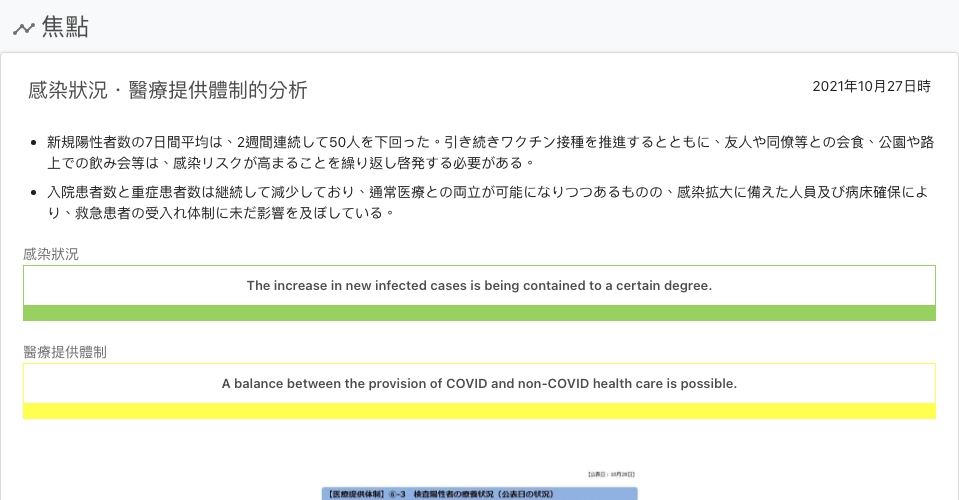 焦點
感染狀況・醫療提供體制的分析
2021年10月27日時
新規陽性者数の7日間平均は、2週間連続して50人を下回った。引き続きワクチン接種を推進するとともに、友人や同僚等との会食、公園や路
上での飲み会等は、感染リスクが高まることを繰り返し啓発する必要がある。
入院患者数と重症患者数は継続して減少しており、通常医療との両立が可能になりつつあるものの、感染拡大に備えた人員及び病床確保によ
り、救急患者の受入れ体制に未だ影響を及ぼしている。
感染狀況
The increase in new infected cases is being contained to a certain degree.
醫療提供體制
A balance between the provision of COVID and non-COVID health care is possible.
【公表日：10月28日】
【医療提供体制】⑥-3 検査陽性者の療養状況（公表日の状況）